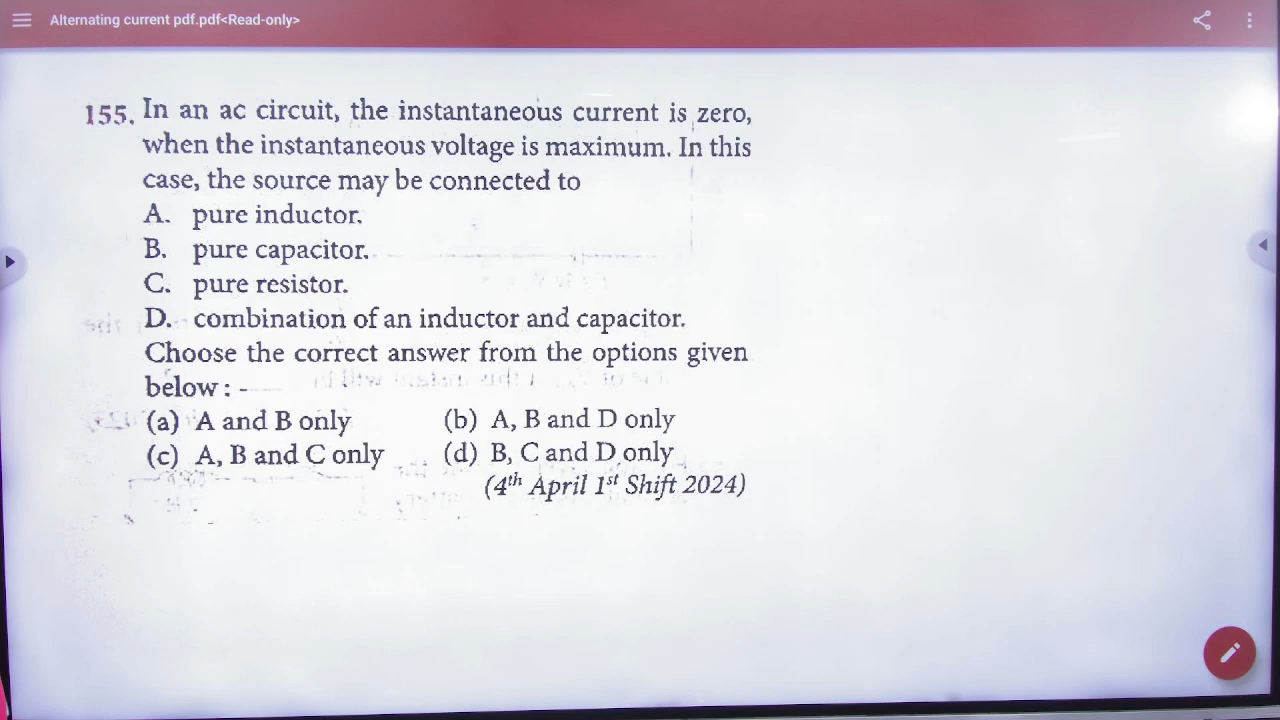 Alternating current pdf.pdf<Read-only>
155. In an ac circuit, the instantaneous current is zero,
when the instantaneous voltage is maximum. In this
case, the source may be connected to
A. pure inductor.
B. pure capacitor.
C. pure resistor.
D. combination of an inductor and capacitor.
Choose the correct answer from the options given
below : -
(a) A and B only (b) A, B and D only
(c) A, B and C only (d) B, C and D only
(4th April 1st Shift 2024)